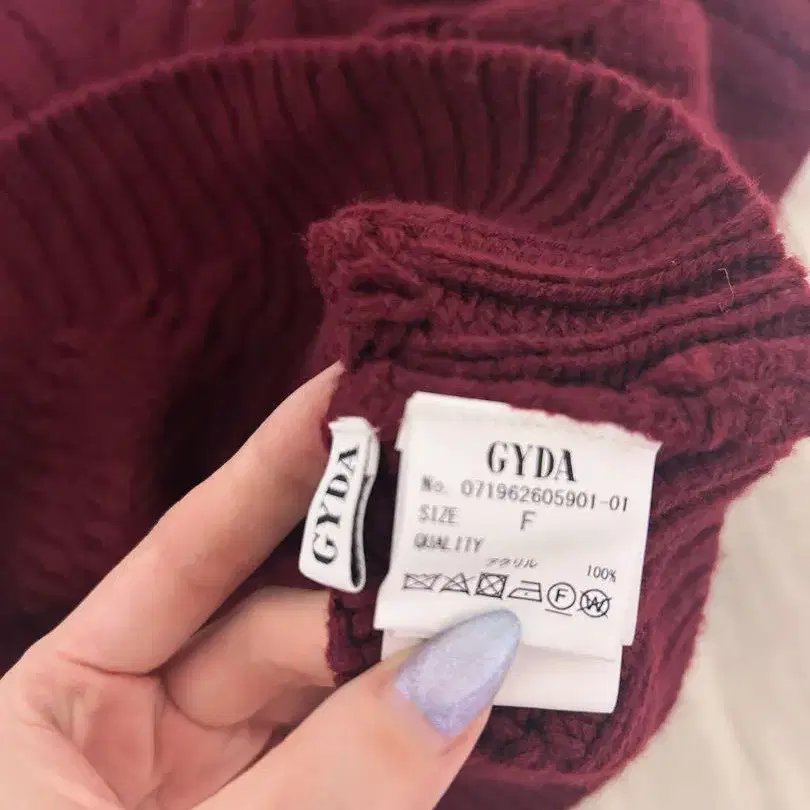 GYDA
GYDA
No. 071962605901-01
SIZE F
QUALITY
アクリル 100%
F W